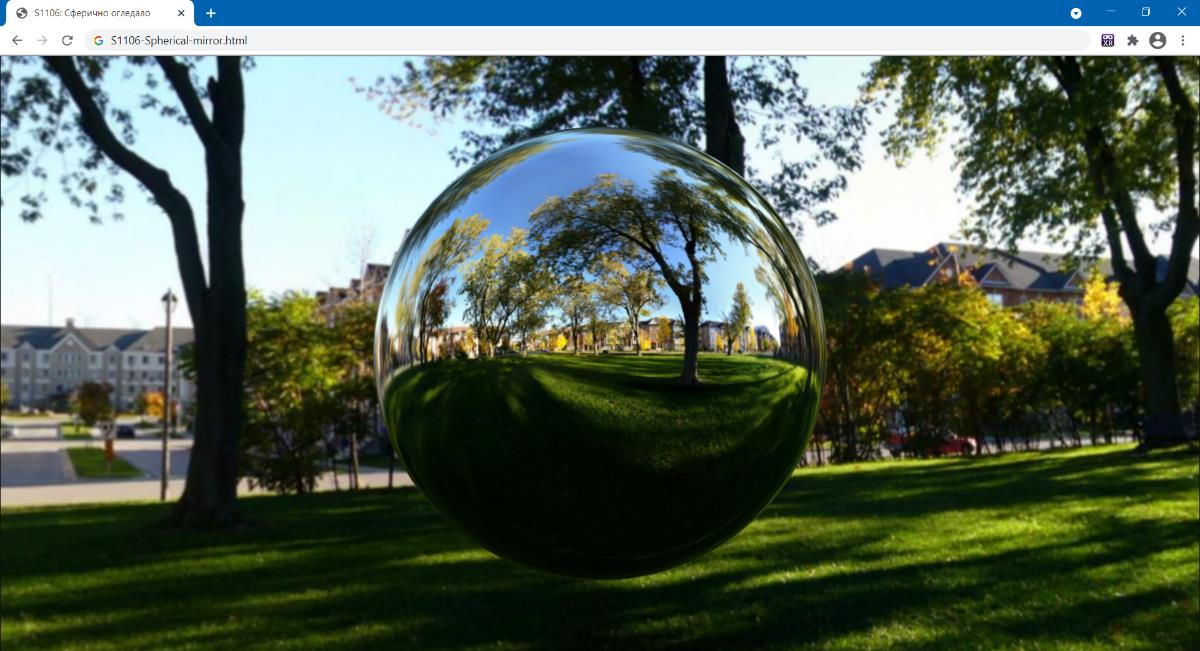 S1106: Сферично огледало
S1106-Spherical-mirror.html